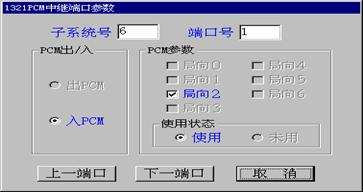 1321PCM中继端口参数
子系统号 6 端口号 1
PCM出/入 PCM参数
局向0 局向4
出PCM 局向1 局向5
局向2 局向6
入PCM 局向3
使用状态
使用 未用
上一端口 下一端口 取消